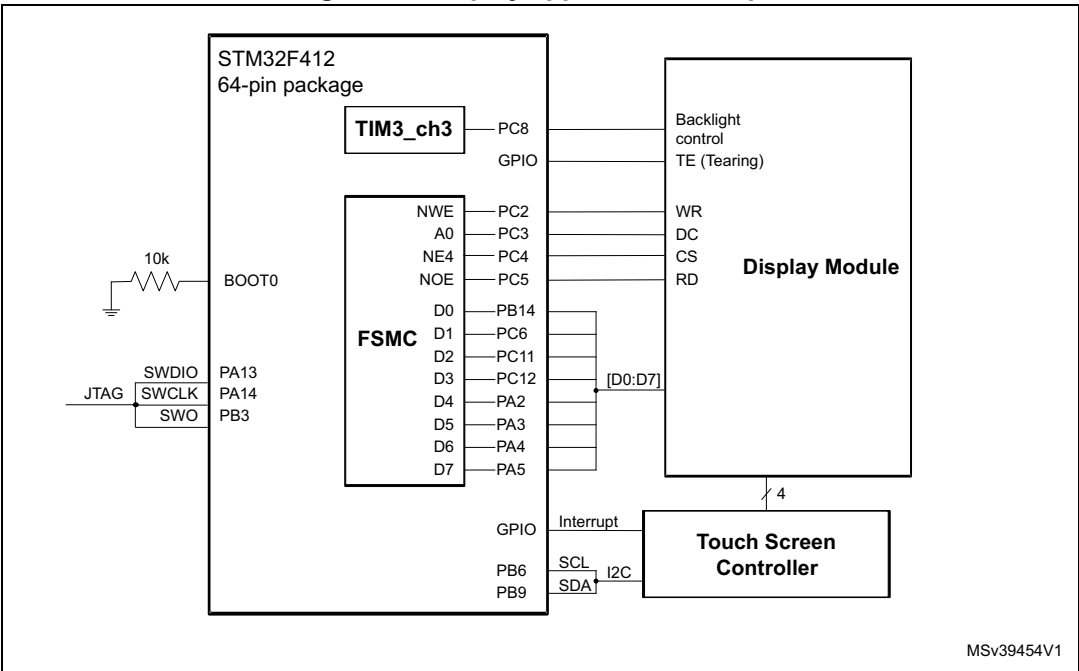 STM32F412
64-pin package
TIM3_ch3
PC8
Backlight
control
GPIO
TE (Tearing)
NWE
PC2
WR
A0
PC3
DC
NE4
PC4
CS
NOE
PC5
RD
Display Module
10k
BOOT0
FSMC
D0
PB14
D1
PC6
D2
PC11
D3
PC12
[D0:D7]
D4
PA2
D5
PA3
D6
PA4
D7
PA5
JTAG
SWDIO
PA13
SWCLK
PA14
SWO
PB3
4
GPIO
Interrupt
Touch Screen
Controller
PB6
SCL
I2C
PB9
SDA
MSv39454V1